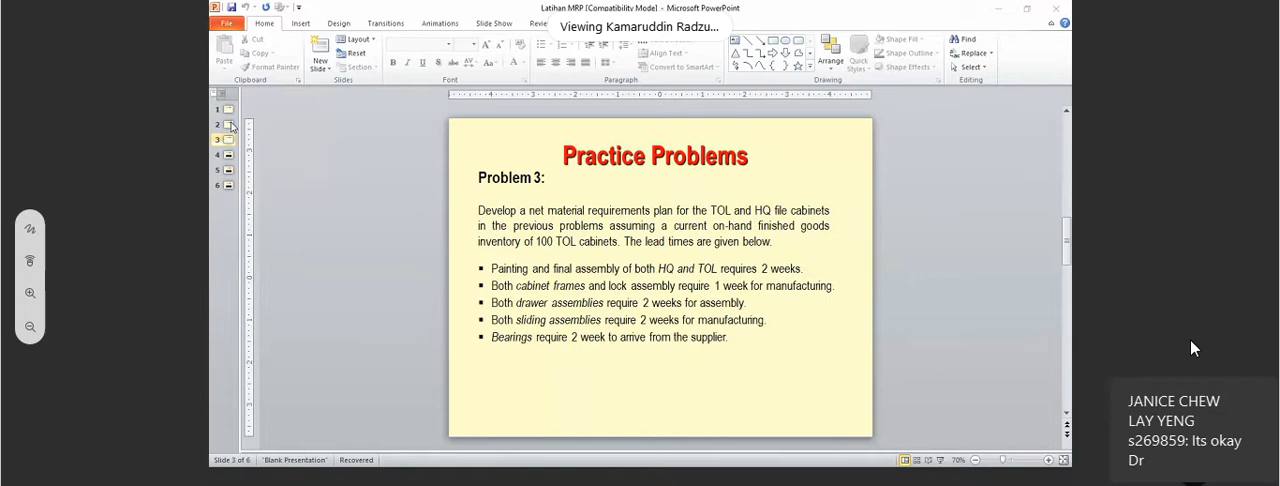 Latihan MRP [Compatibility Mode] - Microsoft PowerPoint
Viewing Kamaruddin Radzu...
File Home Insert Design Transitions Animations Slide Show
Cut
Copy
Format Painter
Paste
Clipboard
New
Slide
Layout
Reset
Section
Slides
Font
Align Text
Convert to SmartArt
Paragraph
Arrange
Quick
Styles
Shape Fill
Shape Outline
Shape Effects
Drawing
Find
Replace
Select
Editing
1
2
3
4
5
6
Practice Problems
Problem 3:
Develop a net material requirements plan for the TOL and HQ file cabinets
in the previous problems assuming a current on-hand finished goods
inventory of 100 TOL cabinets. The lead times are given below.
▪ Painting and final assembly of both HQ and TOL requires 2 weeks.
▪ Both cabinet frames and lock assembly require 1 week for manufacturing.
▪ Both drawer assemblies require 2 weeks for assembly.
▪ Both sliding assemblies require 2 weeks for manufacturing.
▪ Bearings require 2 week to arrive from the supplier.
JANICE CHEW
LAY YENG
s269859: Its okay
Dr
Slide 3 of 6 "Blank Presentation" Recovered 70%